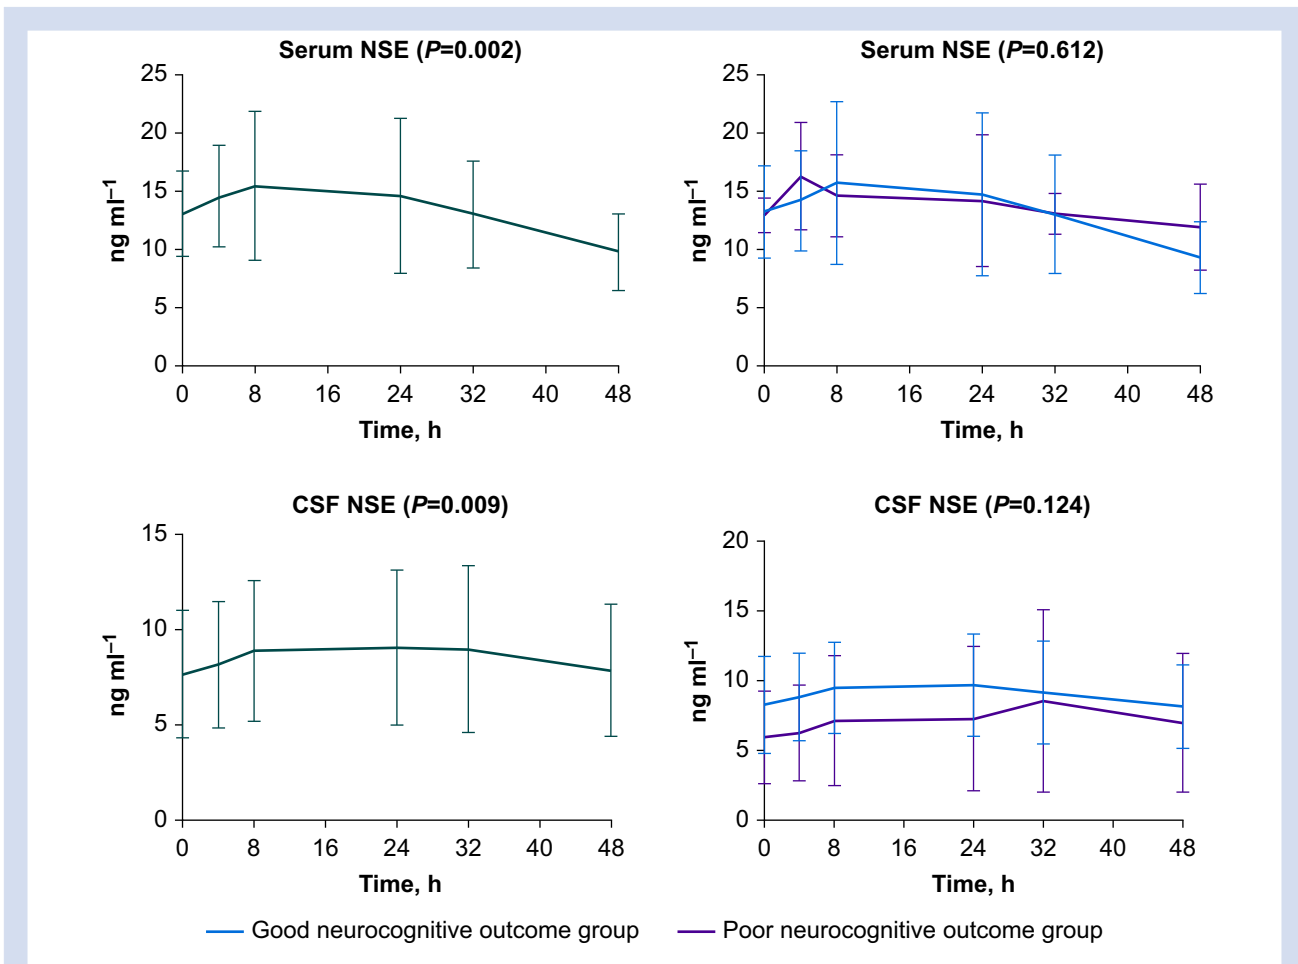 Serum NSE (P=0.002)
25
20
15
10
5
0
ng ml⁻¹
0 8 16 24 32 40 48
Time, h
Serum NSE (P=0.612)
25
20
15
10
5
0
ng ml⁻¹
0 8 16 24 32 40 48
Time, h
CSF NSE (P=0.009)
15
10
5
0
ng ml⁻¹
0 8 16 24 32 40 48
Time, h
CSF NSE (P=0.124)
20
15
10
5
0
ng ml⁻¹
0 8 16 24 32 40 48
Time, h
Good neurocognitive outcome group
Poor neurocognitive outcome group